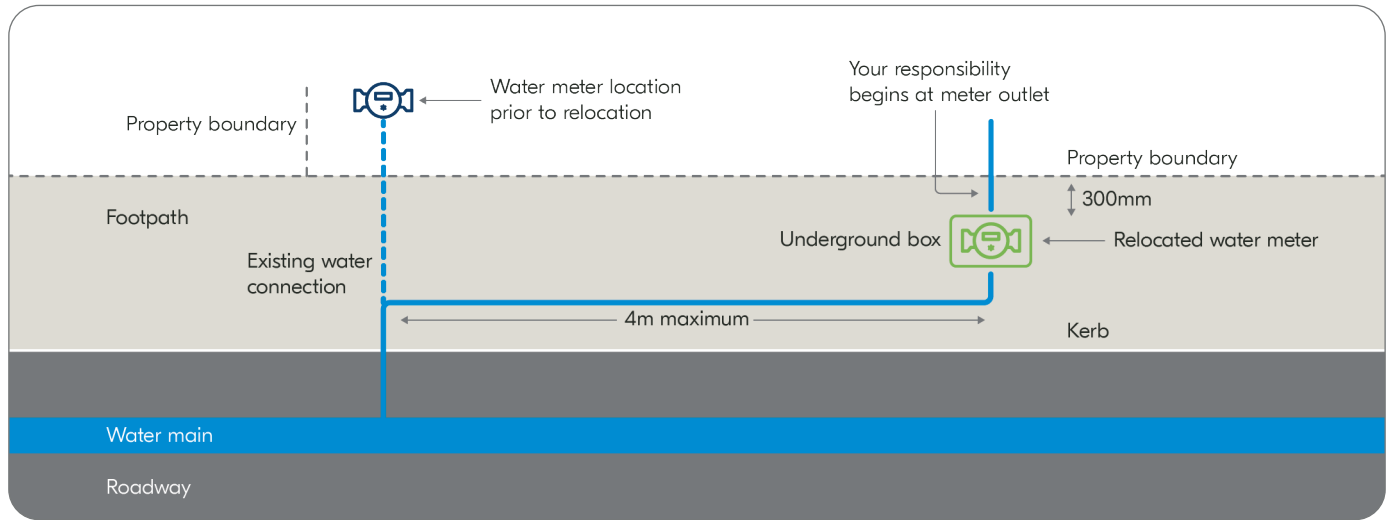 Your responsibility
begins at meter outlet
Water meter location
prior to relocation
Property boundary
Property boundary
300mm
Footpath
Underground box
Relocated water meter
Existing water
connection
4m maximum
Kerb
Water main
Roadway